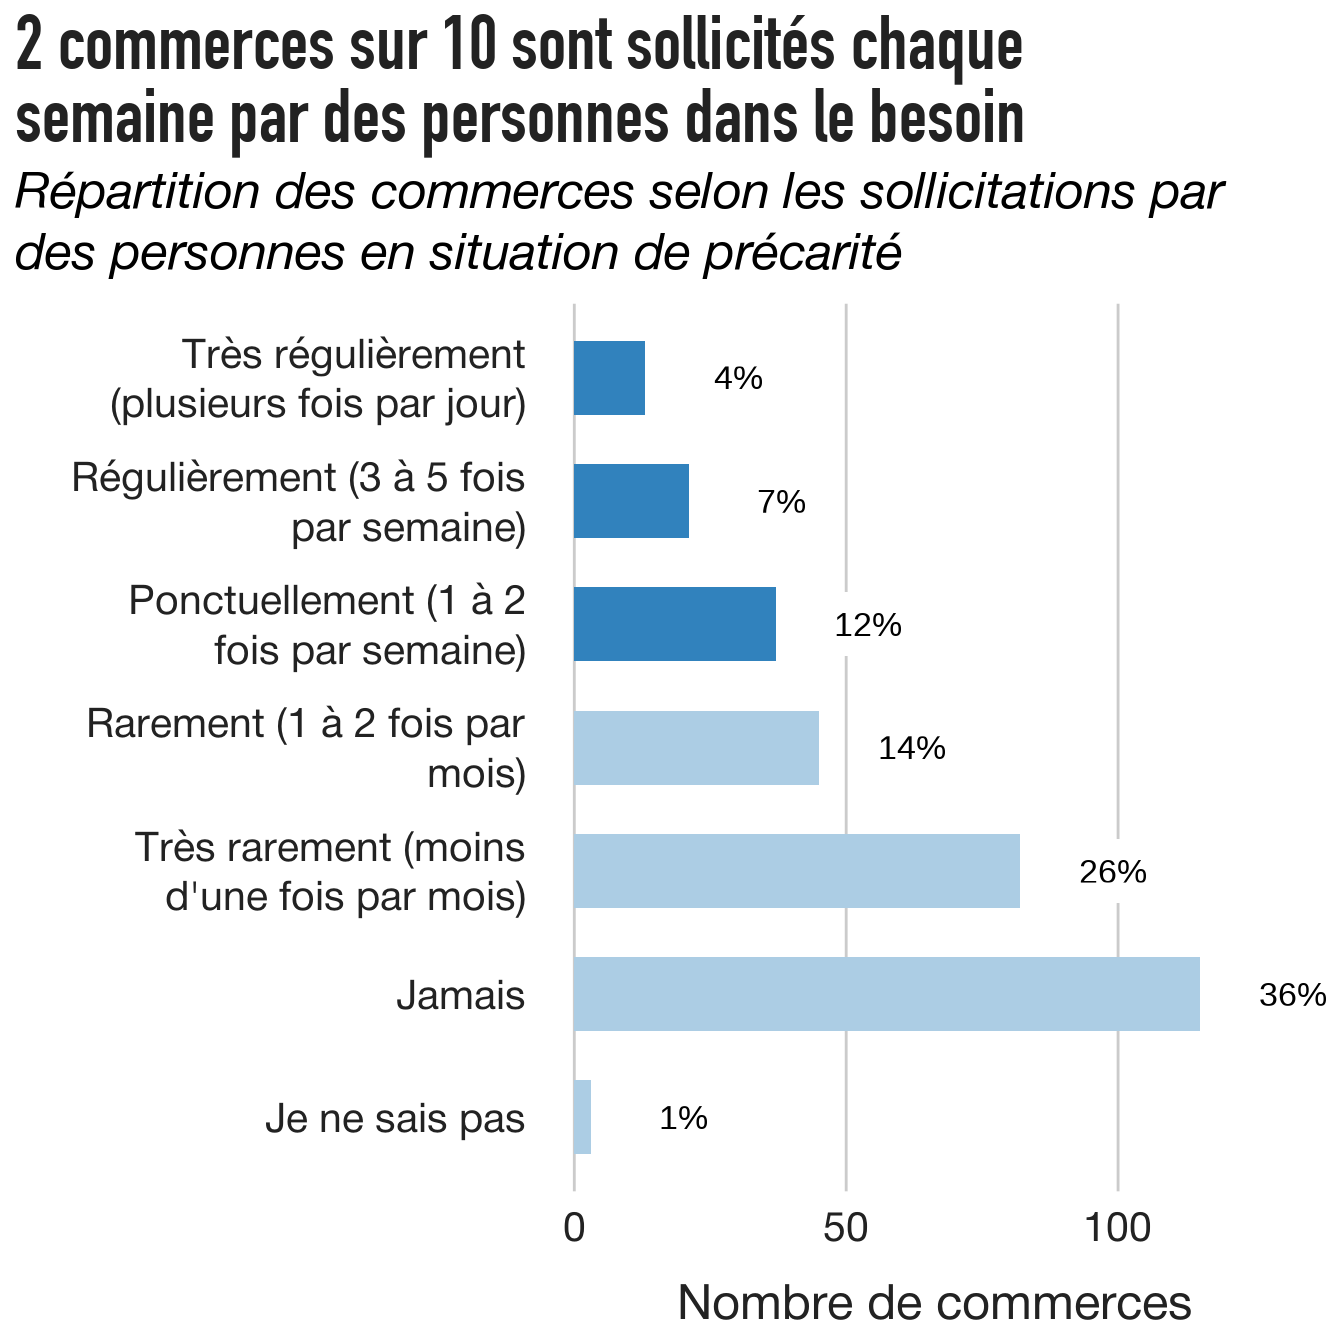 2 commerces sur 10 sont sollicités chaque
semaine par des personnes dans le besoin
Répartition des commerces selon les sollicitations par
des personnes en situation de précarité
Très régulièrement
(plusieurs fois par jour)
4%
Régulièrement (3 à 5 fois
par semaine)
7%
Ponctuellement (1 à 2
fois par semaine)
12%
Rarement (1 à 2 fois par
mois)
14%
Très rarement (moins
d'une fois par mois)
26%
Jamais
36%
Je ne sais pas
1%
0 50 100
Nombre de commerces